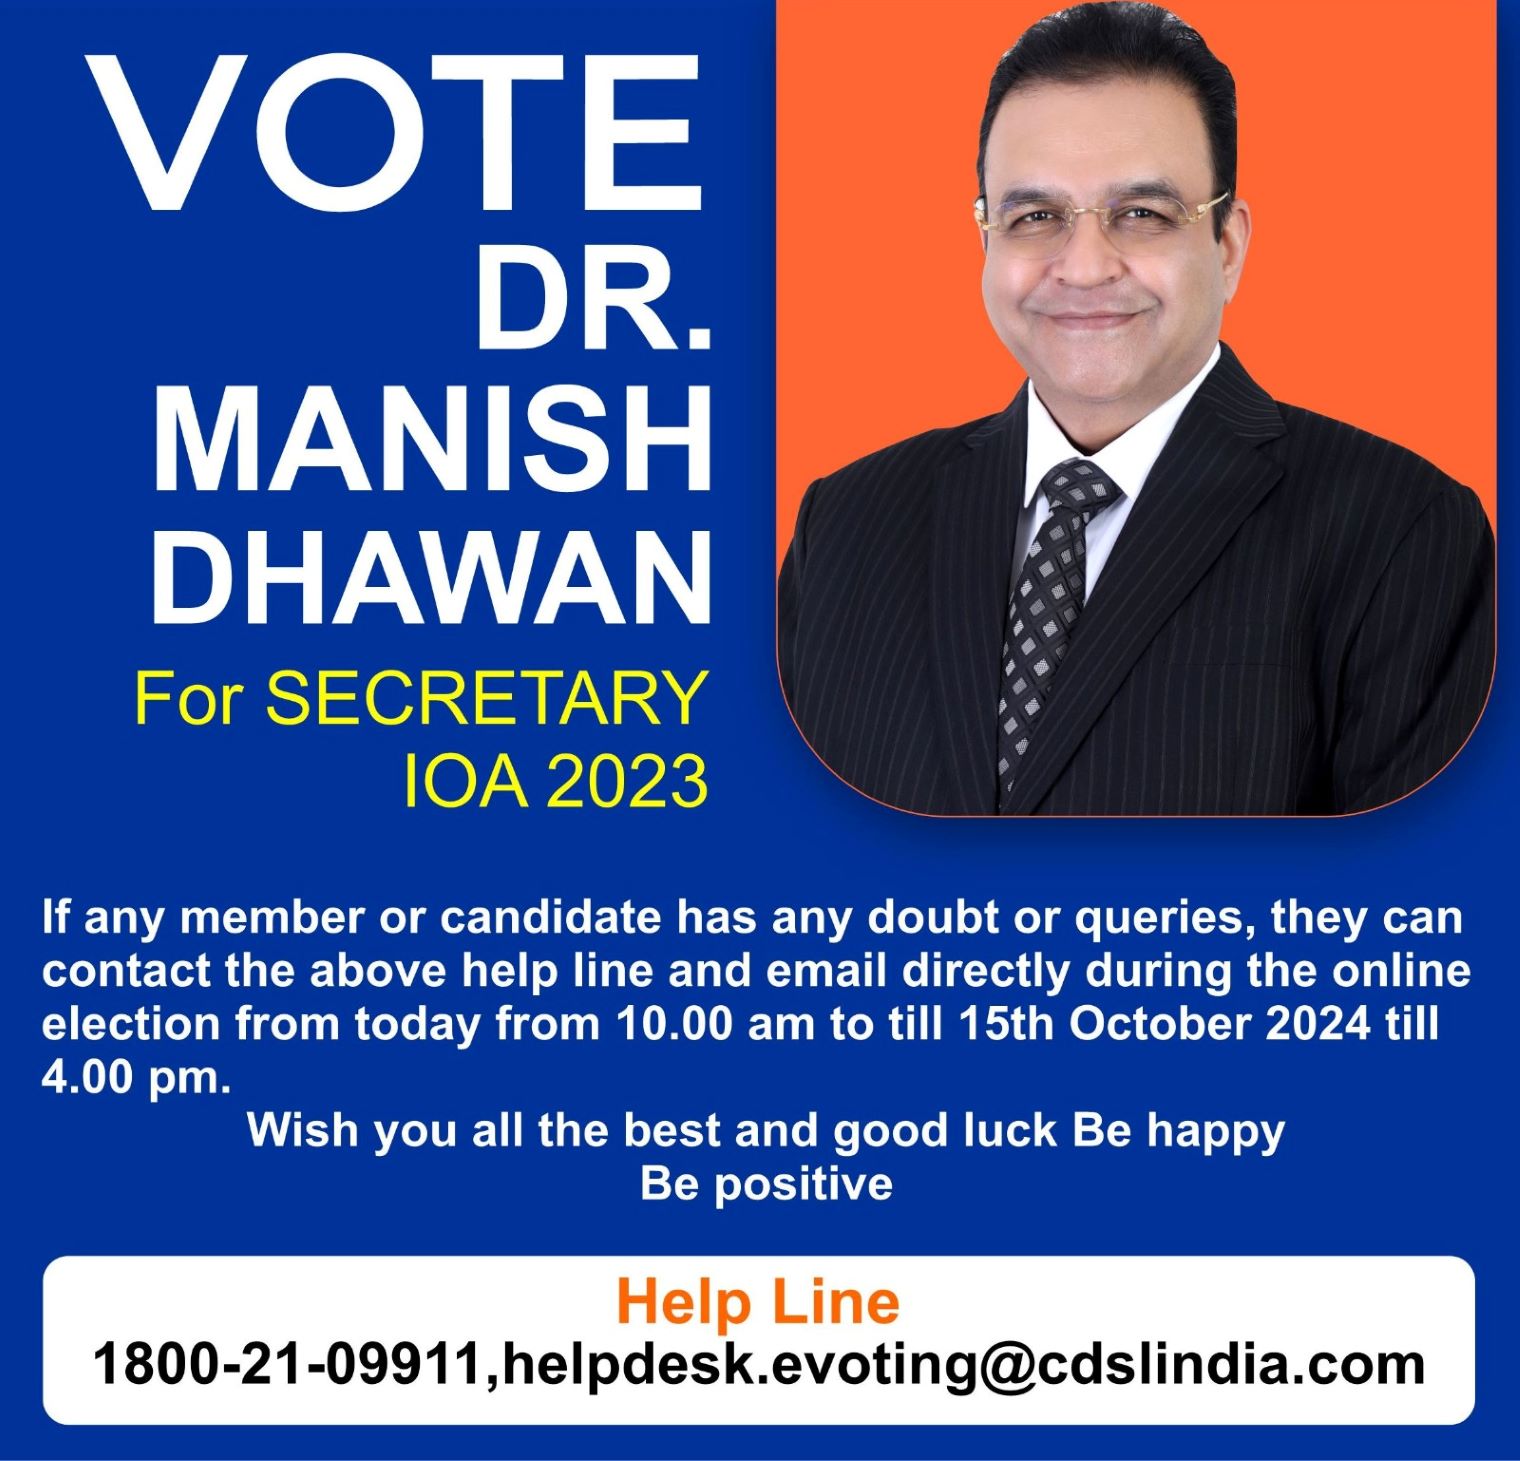 VOTE
DR.
MANISH
DHAWAN
For SECRETARY
IOA 2023
If any member or candidate has any doubt or queries, they can
contact the above help line and email directly during the online
election from today from 10.00 am to till 15th October 2024 till
4.00 pm.
Wish you all the best and good luck Be happy
Be positive
Help Line
1800-21-09911,helpdesk.evoting@cdslindia.com